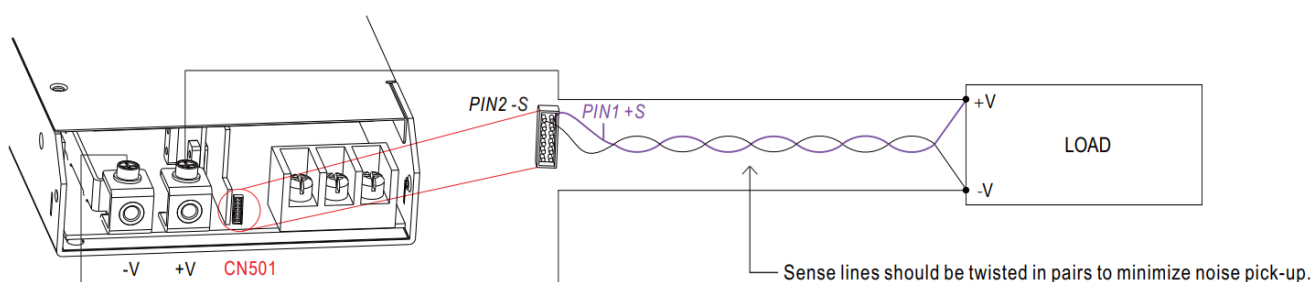 PIN2 -S
PIN1 +S
+V
LOAD
-V
-V
+V
CN501
Sense lines should be twisted in pairs to minimize noise pick-up.